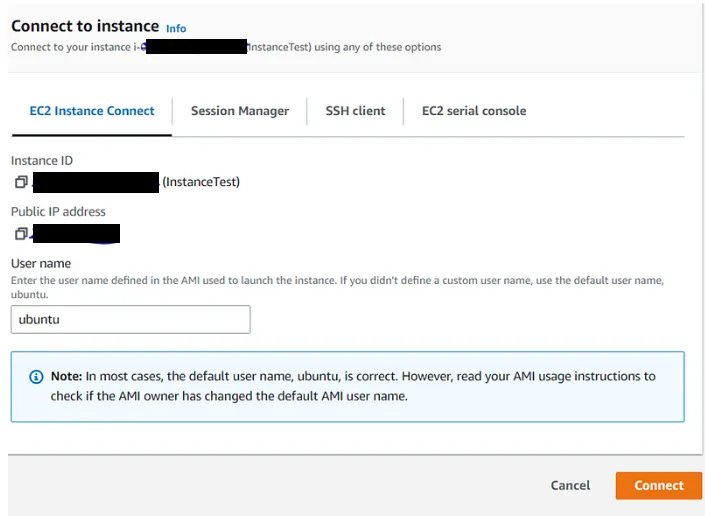 Connect to instance Info
Connect to your instance i- InstanceTest) using any of these options
EC2 Instance Connect Session Manager SSH client EC2 serial console
Instance ID
(InstanceTest)
Public IP address
User name
Enter the user name defined in the AMI used to launch the instance. If you didn't define a custom user name, use the default user name,
ubuntu.
ubuntu
Note: In most cases, the default user name, ubuntu, is correct. However, read your AMI usage instructions to
check if the AMI owner has changed the default AMI user name.
Cancel Connect